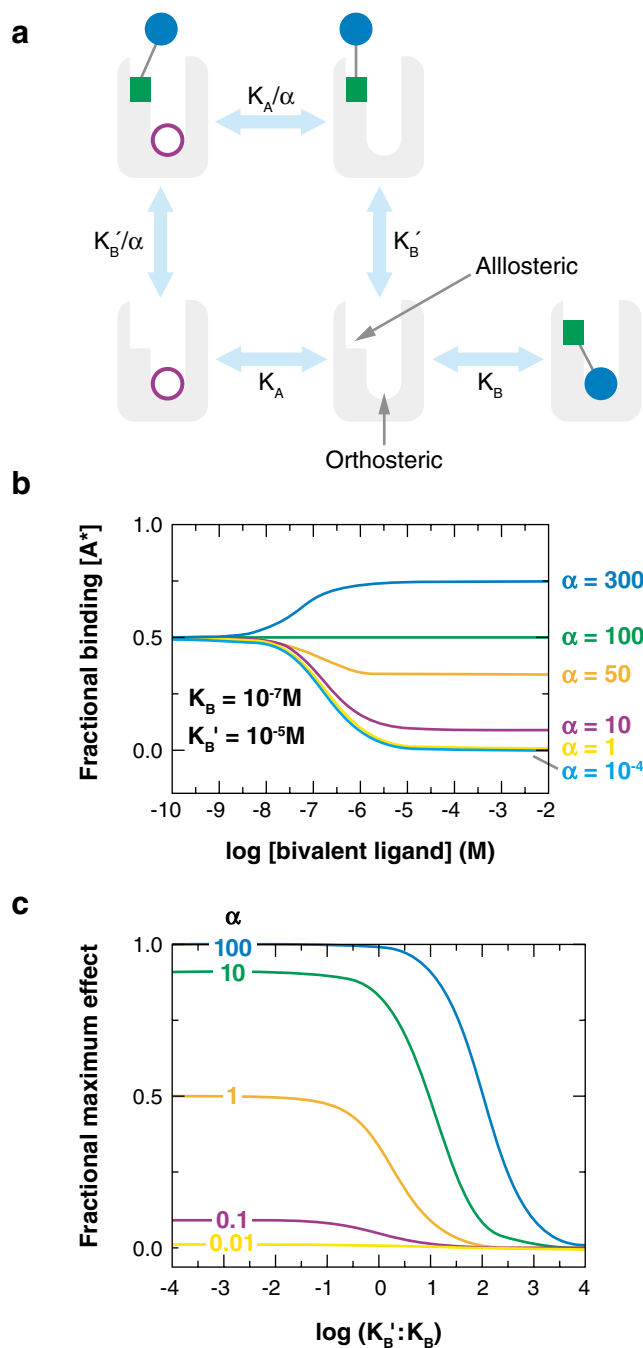 a
K_A/α
K_B´/α
K_B´
Alllosteric
K_A
K_B
Orthosteric
b
Fractional binding [A*]
1.0
0.5
0.0
K_B = 10^-7M
K_B' = 10^-5M
α = 300
α = 100
α = 50
α = 10
α = 1
α = 10^-4
-10 -9 -8 -7 -6 -5 -4 -3 -2
log [bivalent ligand] (M)
c
Fractional maximum effect
α
1.0
100
10
0.5
1
0.1
0.01
0.0
-4 -3 -2 -1 0 1 2 3 4
log (K_B':K_B)